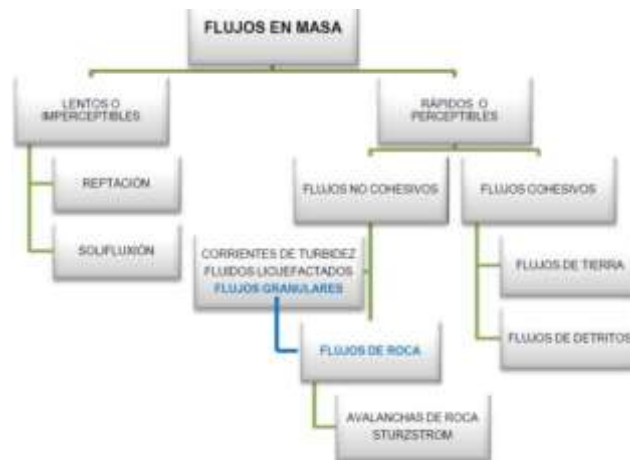 FLUJOS EN MASA
LENTOS O
IMPERCEPTIBLES
RÁPIDOS O
PERCEPTIBLES
REPTACIÓN
FLUJOS NO COHESIVOS
FLUJOS COHESIVOS
SOLIFLUXIÓN
CORRIENTES DE TURBIDEZ
FLUIDOS LICUEFACTADOS
FLUJOS GRANULARES
FLUJOS DE TIERRA
FLUJOS DE ROCA
FLUJOS DE DETRITOS
AVALANCHAS DE ROCA
STURZSTROM